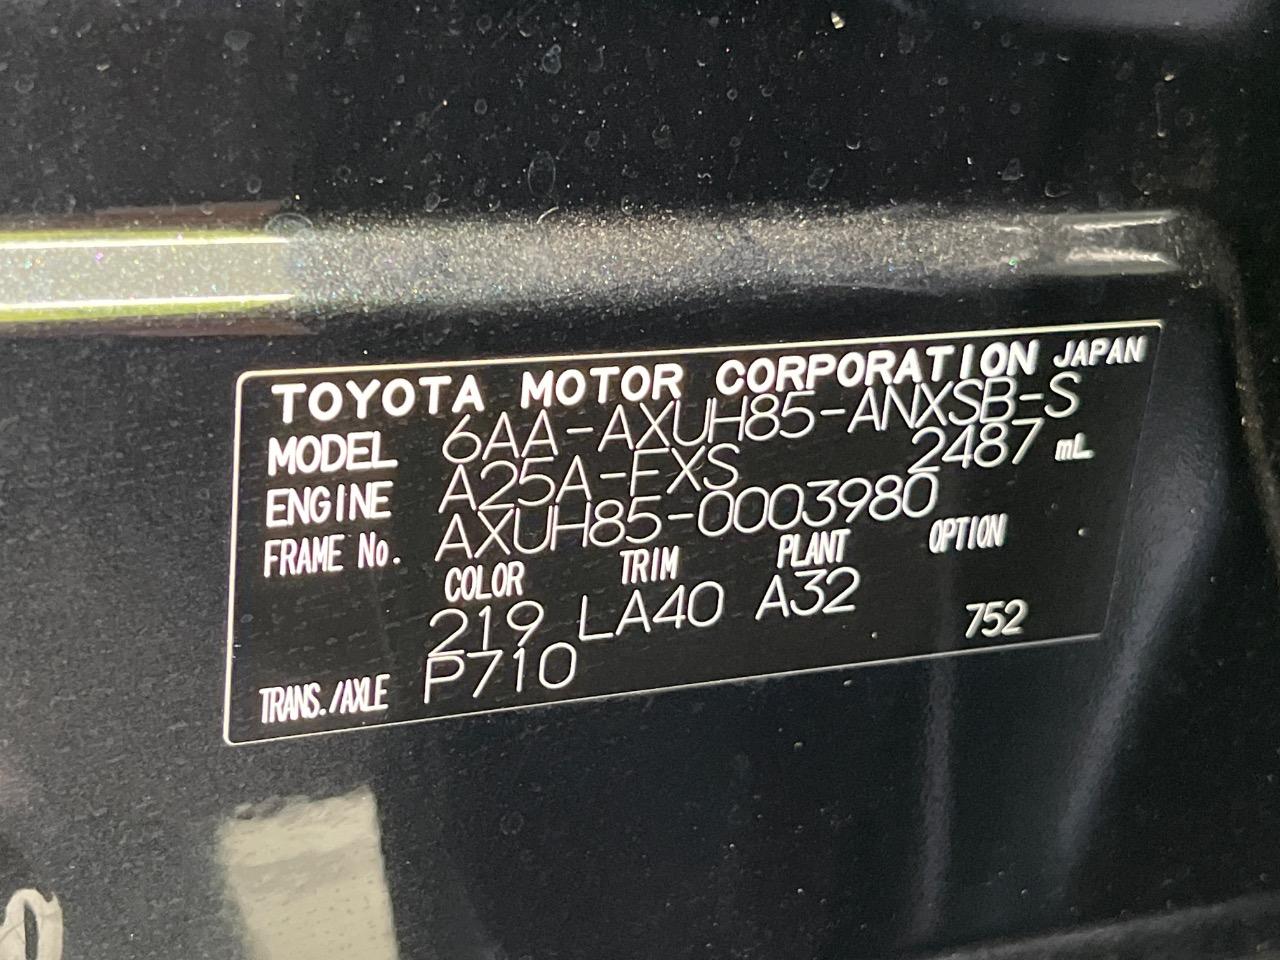 TOYOTA MOTOR CORPORATION JAPAN
MODEL 6AA-AXUH85-ANXSB-S
ENGINE A25A-FXS 2487 mL
FRAME No. AXUH85-0003980
COLOR TRIM PLANT OPTION
219 LA40 A32 752
TRANS./AXLE P710